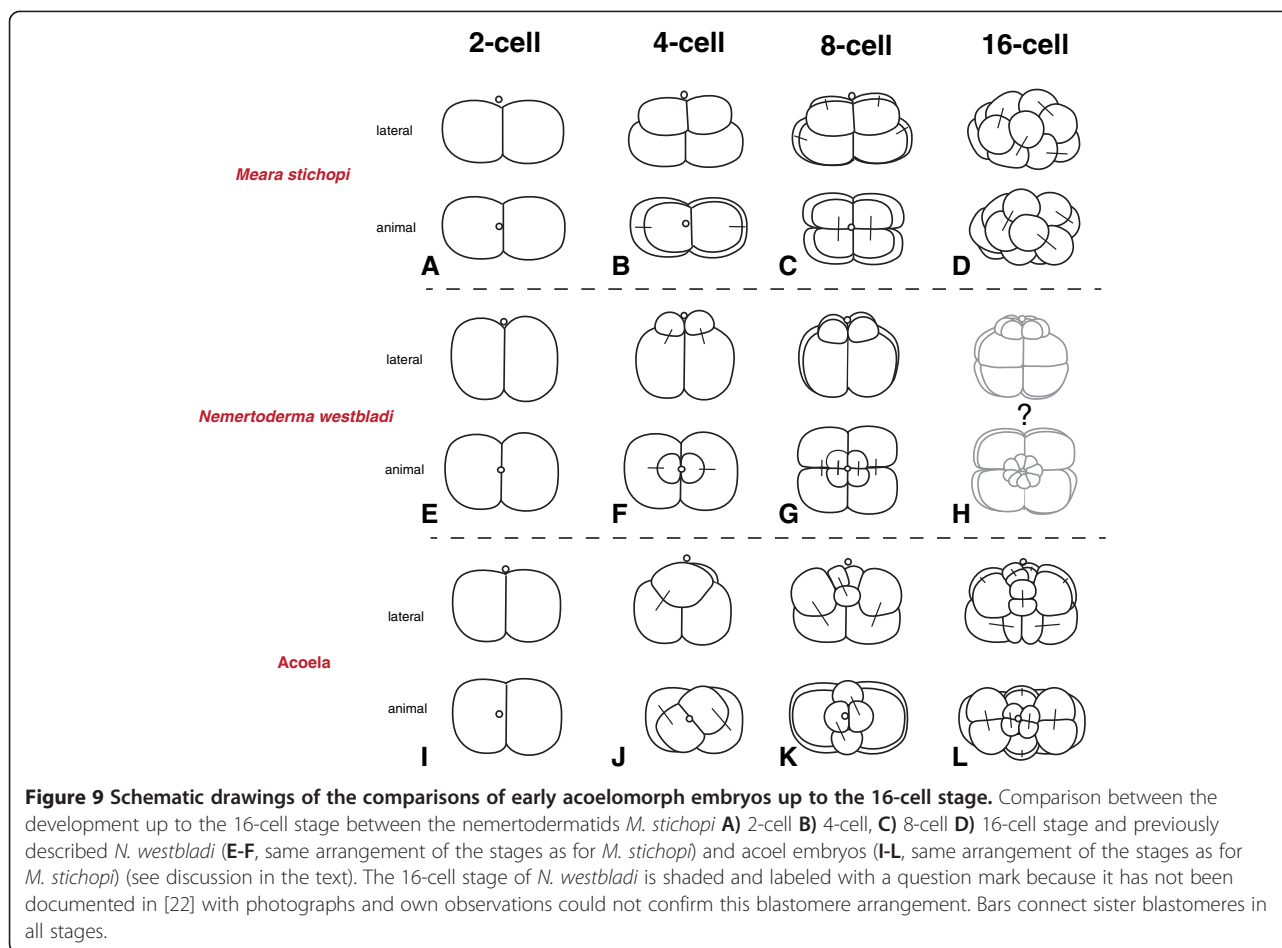 2-cell 4-cell 8-cell 16-cell
lateral
Meara stichopi
animal
A B C D
lateral
?
Nemertoderma westbladi
animal
E F G H
lateral
Acoela
animal
I J K L
Figure 9 Schematic drawings of the comparisons of early acoelomorph embryos up to the 16-cell stage. Comparison between the
development up to the 16-cell stage between the nemertodermatids M. stichopi A) 2-cell B) 4-cell, C) 8-cell D) 16-cell stage and previously
described N. westbladi (E-F, same arrangement of the stages as for M. stichopi) and acoel embryos (I-L, same arrangement of the stages as for
M. stichopi) (see discussion in the text). The 16-cell stage of N. westbladi is shaded and labeled with a question mark because it has not been
documented in [22] with photographs and own observations could not confirm this blastomere arrangement. Bars connect sister blastomeres in
all stages.